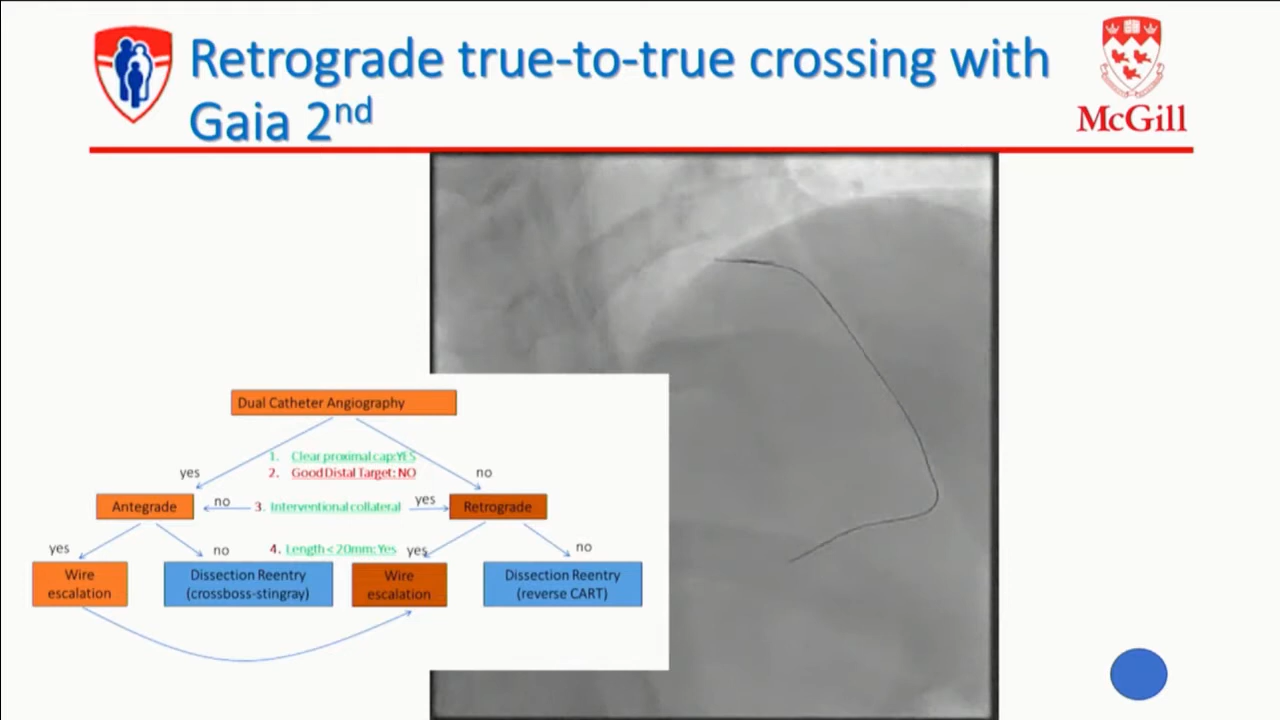 Retrograde true-to-true crossing with
Gaia 2nd
McGill
Dual Catheter Angiography
1. Clear proximal cap:YES
2. Good Distal Target: NO
yes
no
Antegrade
no
3. Interventional collateral
yes
Retrograde
yes
no
4. Length < 20mm: Yes
yes
no
Wire
escalation
Dissection Reentry
(crossboss-stingray)
Wire
escalation
Dissection Reentry
(reverse CART)